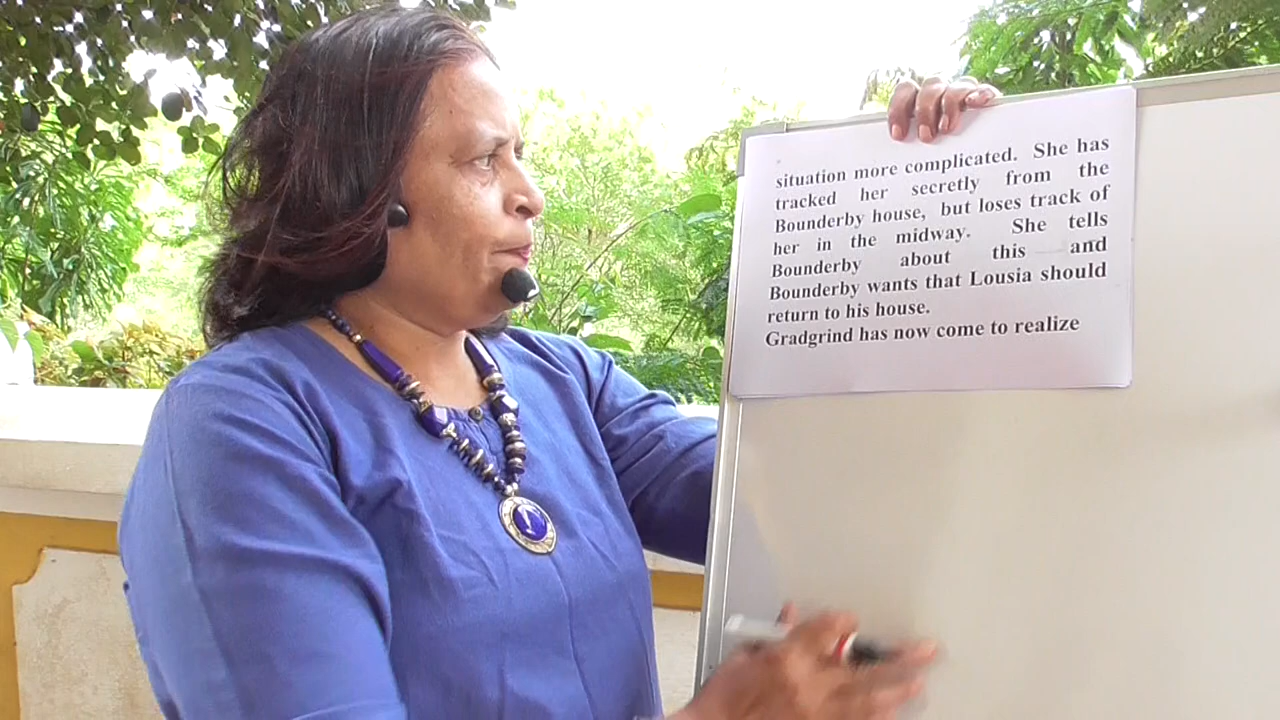 situation more complicated. She has
tracked her secretly from the
Bounderby house, but loses track of
her in the midway. She tells
Bounderby about this and
Bounderby wants that Lousia should
return to his house.
Gradgrind has now come to realize